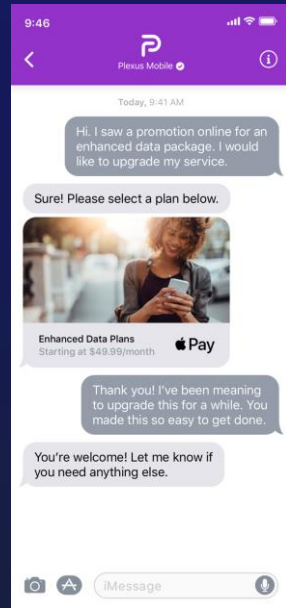 9:46
Plexus Mobile
Today, 9:41 AM
Hi. I saw a promotion online for an
enhanced data package. I would
like to upgrade my service.
Sure! Please select a plan below.
Enhanced Data Plans
Starting at $49.99/month
Pay
Thank you! I've been meaning
to upgrade this for a while. You
made this so easy to get done.
You're welcome! Let me know if
you need anything else.
iMessage